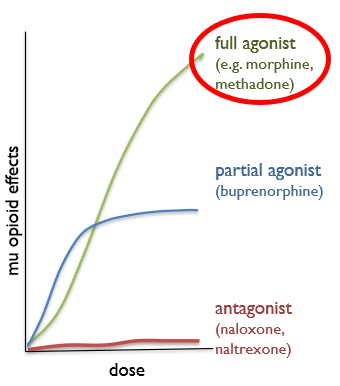 full agonist
(e.g. morphine,
methadone)
mu opioid effects
partial agonist
(buprenorphine)
antagonist
(naloxone,
naltrexone)
dose